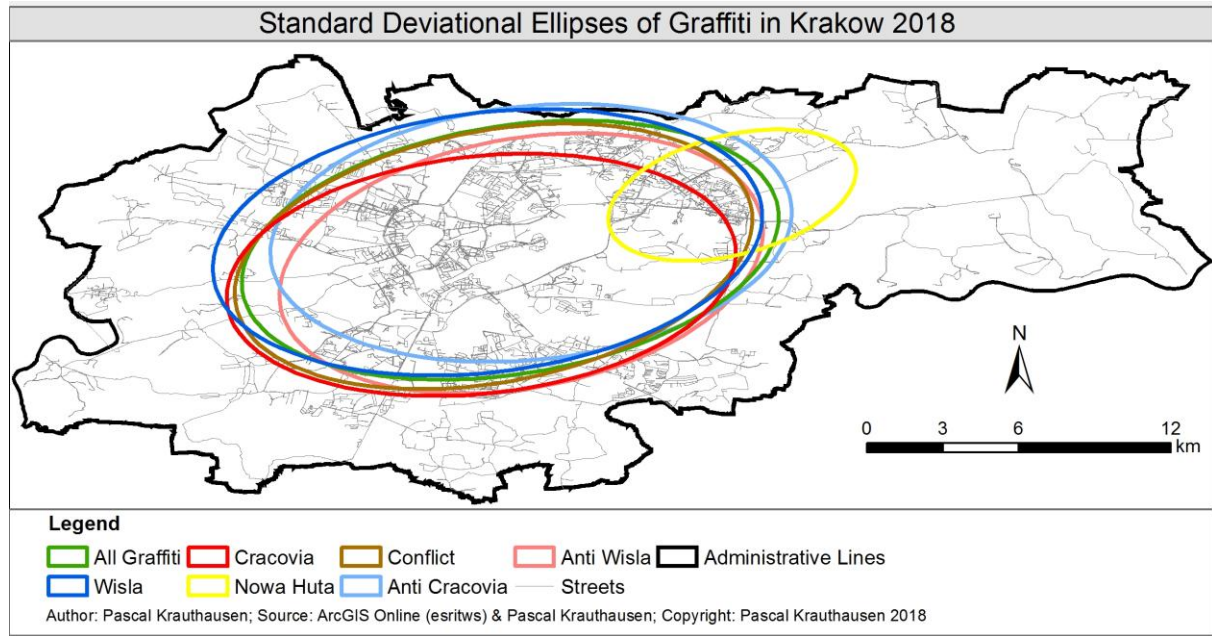 Standard Deviational Ellipses of Graffiti in Krakow 2018
N
0 3 6 12
km
Legend
All Graffiti Cracovia Conflict Anti Wisla Administrative Lines
Wisla Nowa Huta Anti Cracovia Streets
Author: Pascal Krauthausen; Source: ArcGIS Online (esritws) & Pascal Krauthausen; Copyright: Pascal Krauthausen 2018